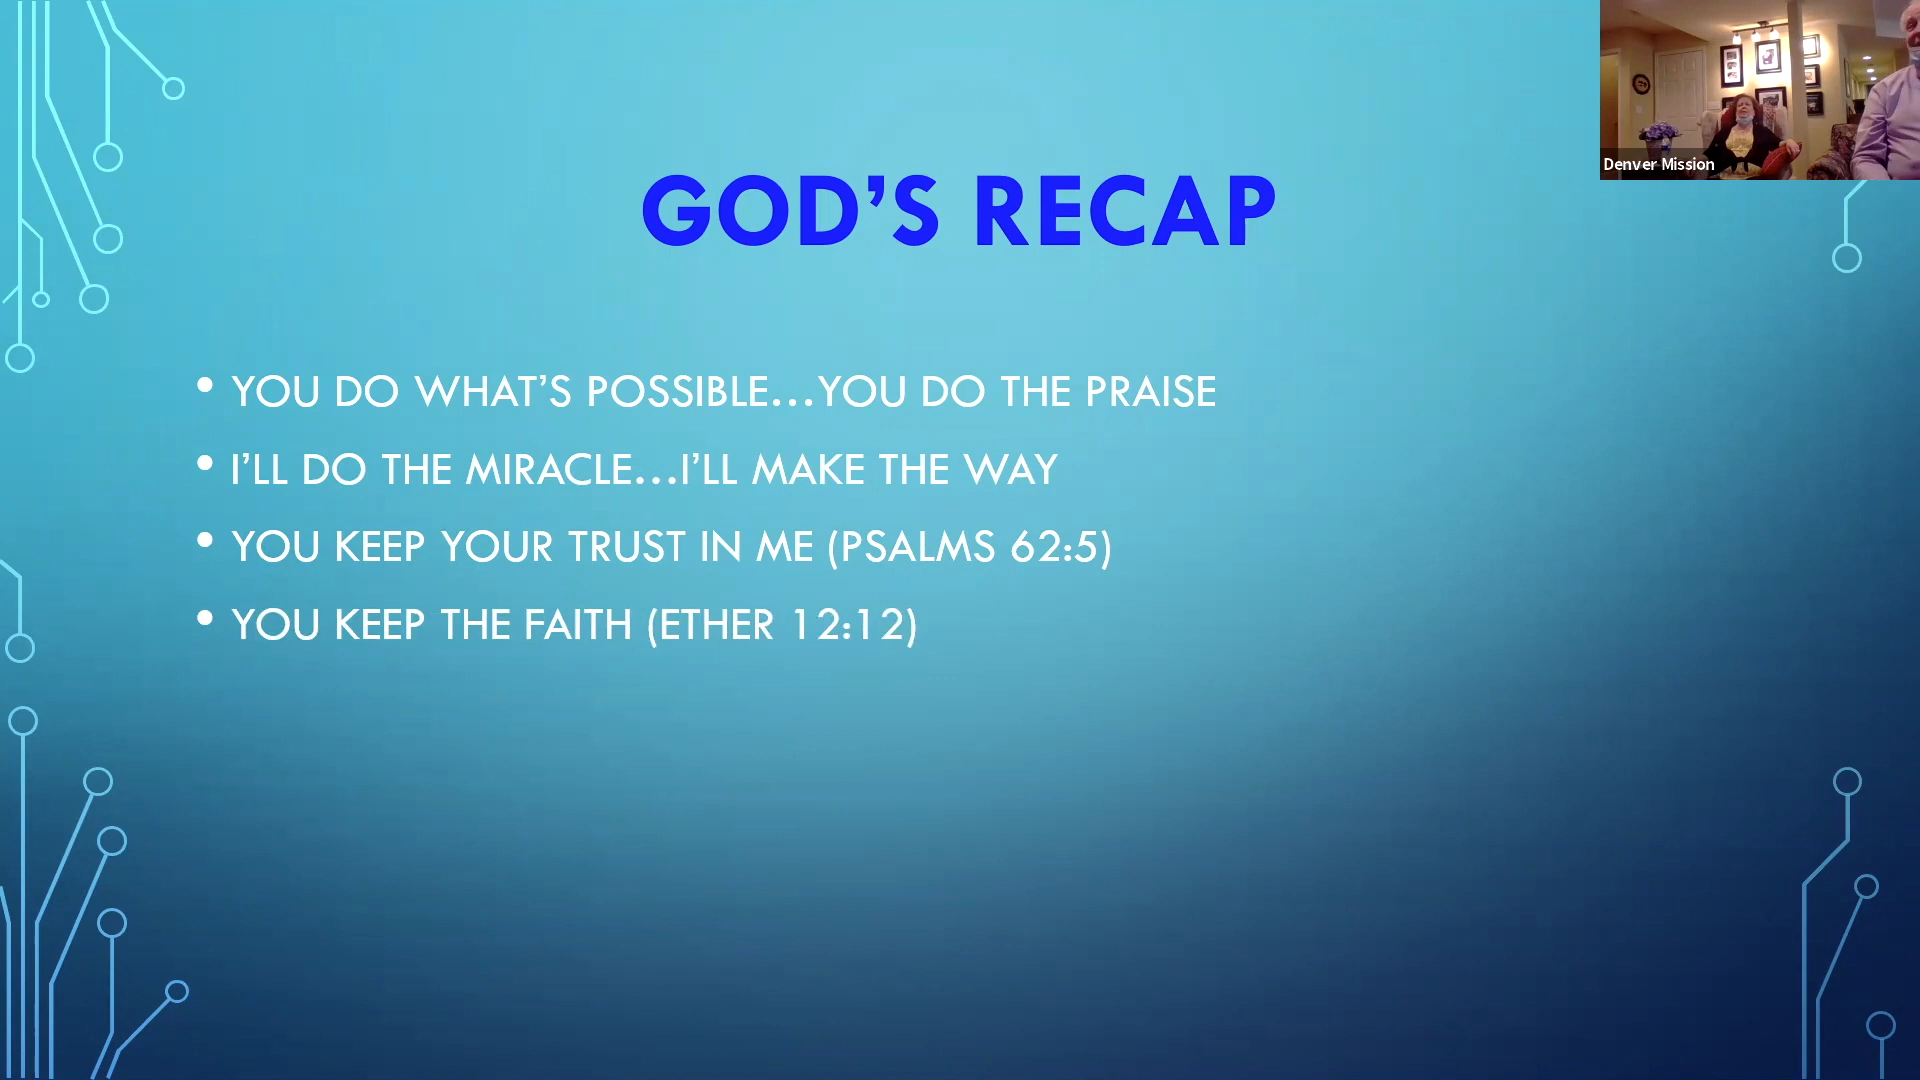 GOD’S RECAP
• YOU DO WHAT’S POSSIBLE…YOU DO THE PRAISE
• I’LL DO THE MIRACLE…I’LL MAKE THE WAY
• YOU KEEP YOUR TRUST IN ME (PSALMS 62:5)
• YOU KEEP THE FAITH (ETHER 12:12)
Denver Mission